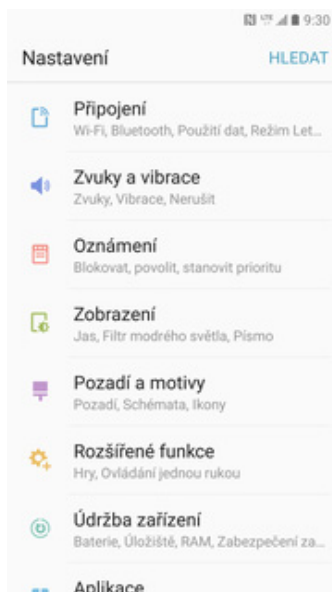 9:30
Nastavení
HLEDAT
Připojení
Wi-Fi, Bluetooth, Použití dat, Režim Let...
Zvuky a vibrace
Zvuky, Vibrace, Nerušit
Oznámení
Blokovat, povolit, stanovit prioritu
Zobrazení
Jas, Filtr modrého světla, Písmo
Pozadí a motivy
Pozadí, Schémata, Ikony
Rozšířené funkce
Hry, Ovládání jednou rukou
Údržba zařízení
Baterie, Úložiště, RAM, Zabezpečení za...
Aplikace